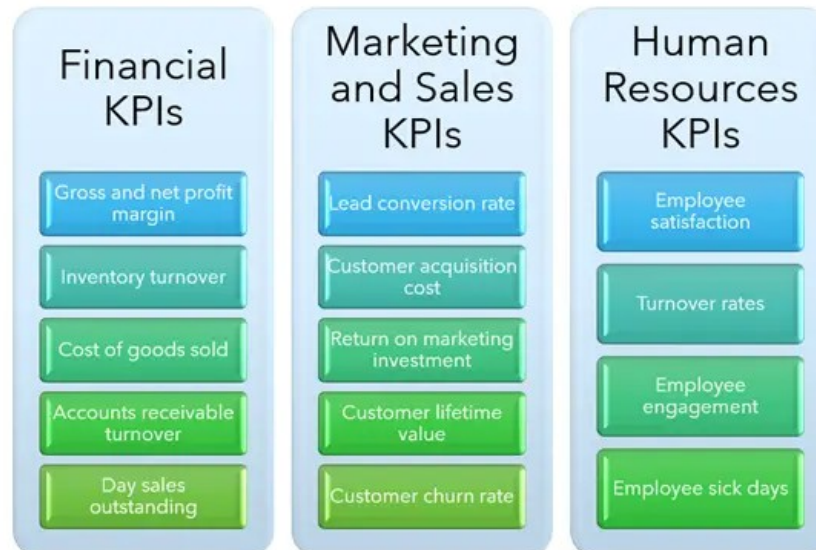 Financial
KPIs
Gross and net profit
margin
Inventory turnover
Cost of goods sold
Accounts receivable
turnover
Day sales
outstanding
Marketing
and Sales
KPIs
Lead conversion rate
Customer acquisition
cost
Return on marketing
investment
Customer lifetime
value
Customer churn rate
Human
Resources
KPIs
Employee
satisfaction
Turnover rates
Employee
engagement
Employee sick days